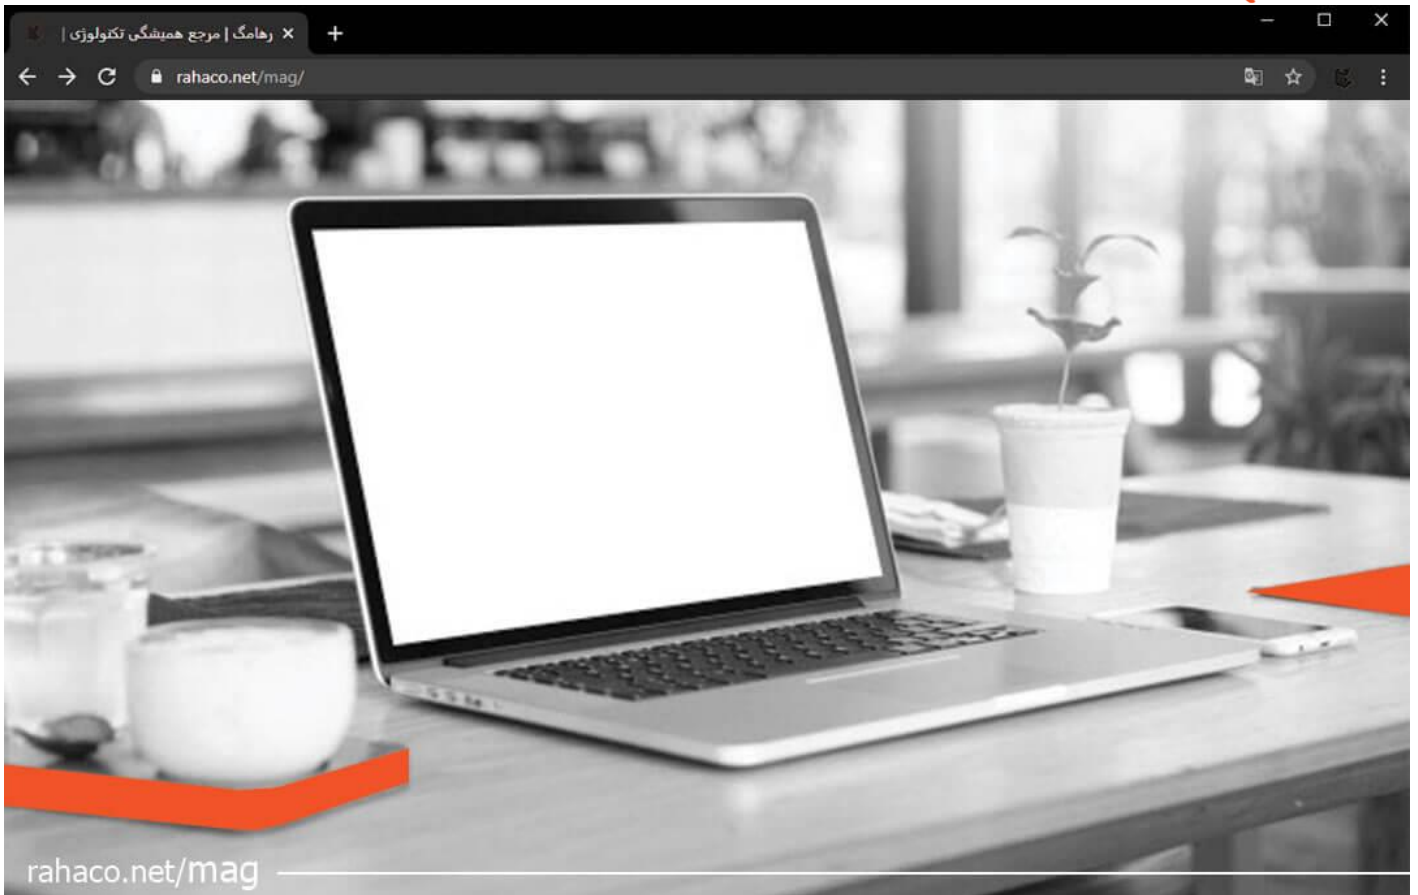 رهامگ | مرجع همیشگی تکنولوژی |
rahaco.net/mag/
rahaco.net/mag